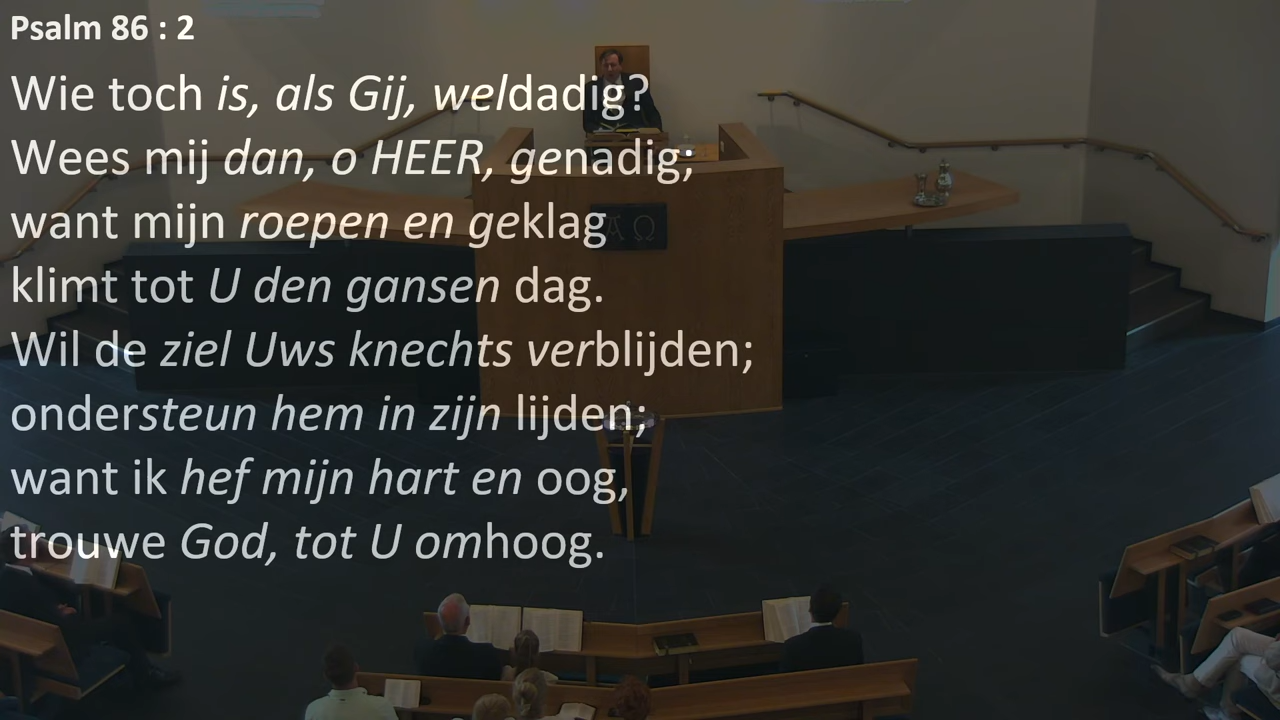 Psalm 86 : 2
Wie toch is, als Gij, weldadig?
Wees mij dan, o HEER, genadig;
want mijn roepen en geklag
ΑΩ
klimt tot U den gansen dag.
Wil de ziel Uws knechts verblijden;
ondersteun hem in zijn lijden;
want ik hef mijn hart en oog,
trouwe God, tot U omhoog.